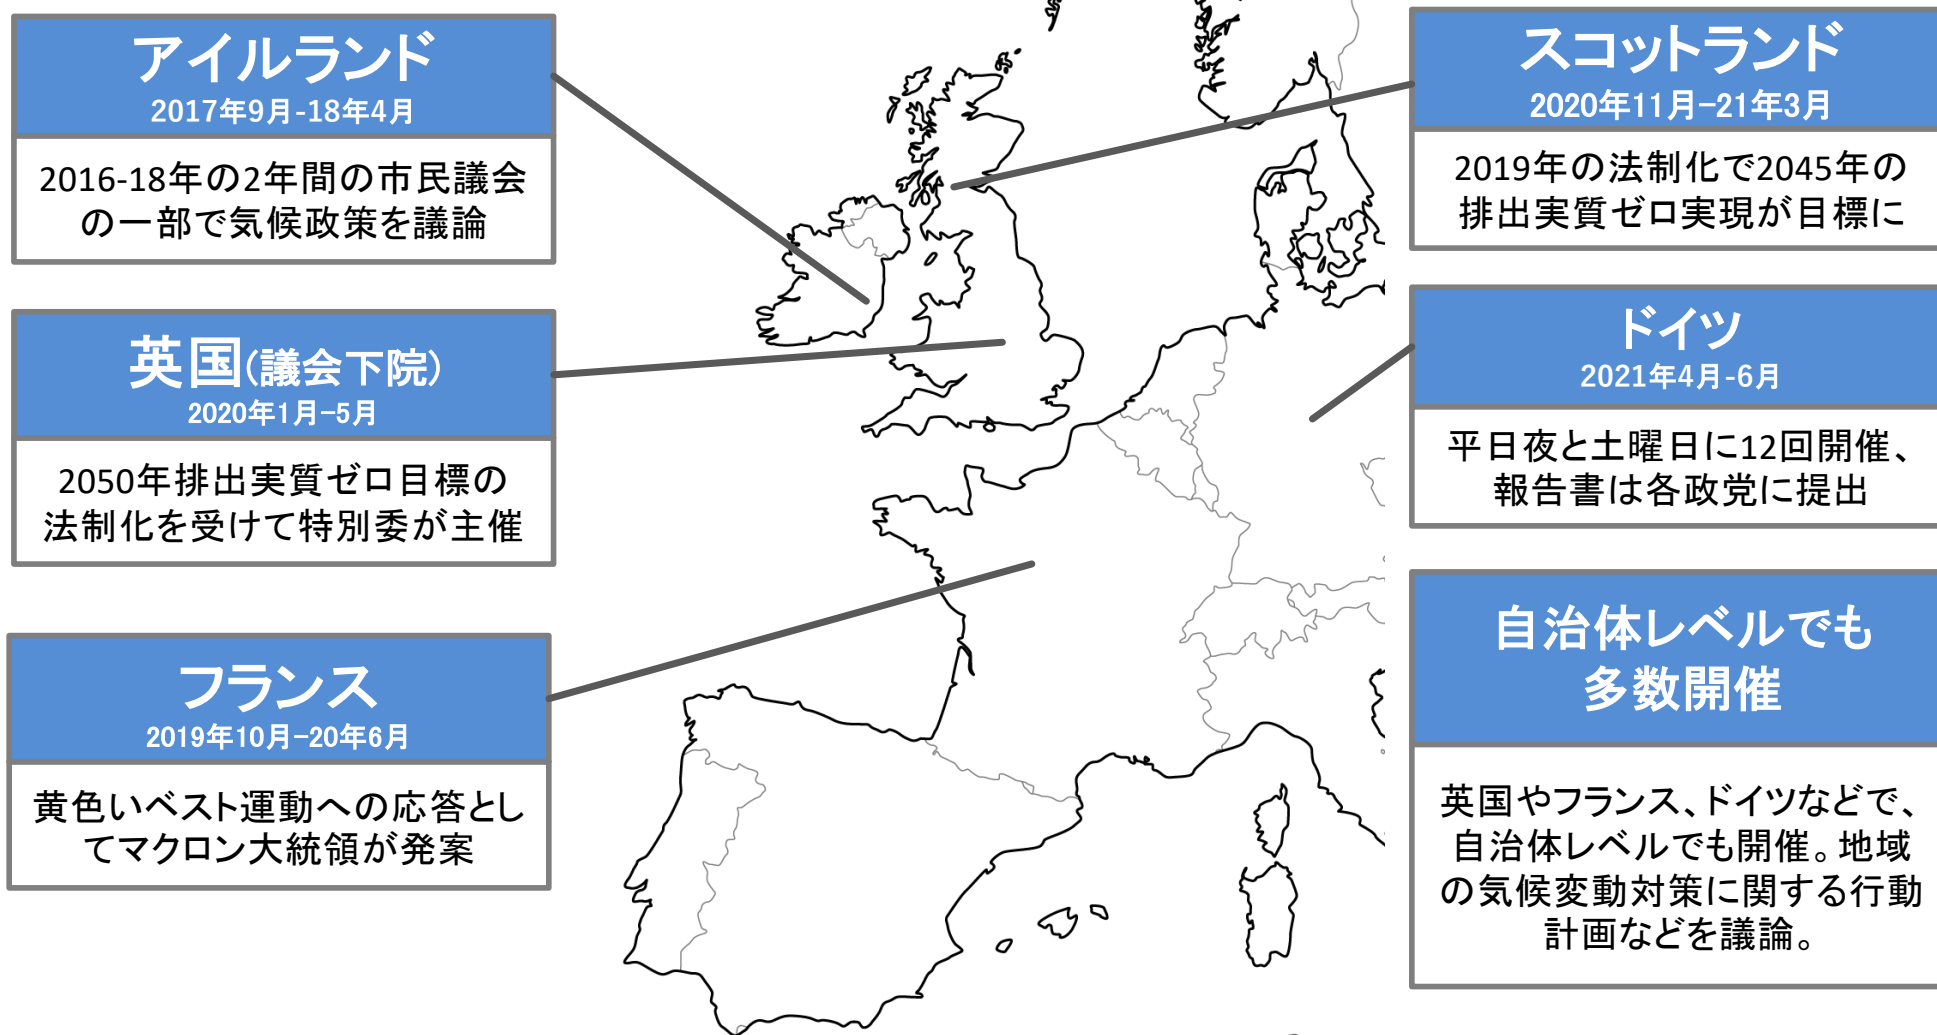 アイルランド
2017年9月-18年4月
2016-18年の2年間の市民議会
の一部で気候政策を議論
英国(議会下院)
2020年1月-5月
2050年排出実質ゼロ目標の
法制化を受けて特別委が主催
フランス
2019年10月-20年6月
黄色いベスト運動への応答とし
てマクロン大統領が発案
スコットランド
2020年11月-21年3月
2019年の法制化で2045年の
排出実質ゼロ実現が目標に
ドイツ
2021年4月-6月
平日夜と土曜日に12回開催、
報告書は各政党に提出
自治体レベルでも
多数開催
英国やフランス、ドイツなどで、
自治体レベルでも開催。地域
の気候変動対策に関する行動
計画などを議論。